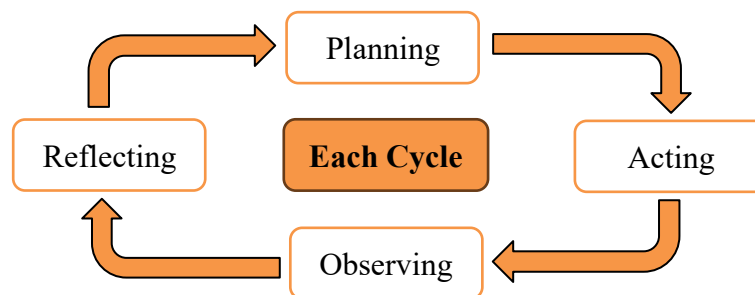 Planning
Reflecting
Each Cycle
Acting
Observing